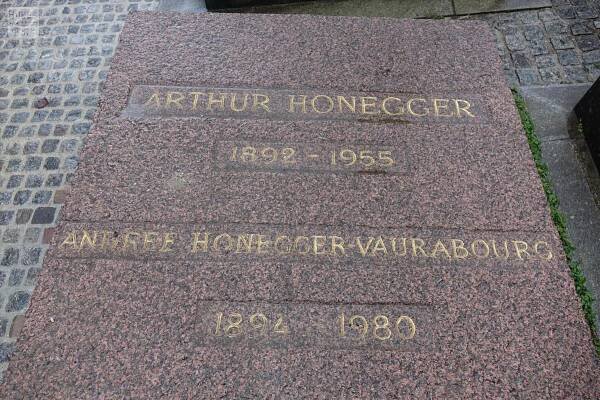 ARTHUR HONEGGER
1892 - 1955
ANDRÉE HONEGGER-VAURABOURG
1894 - 1980